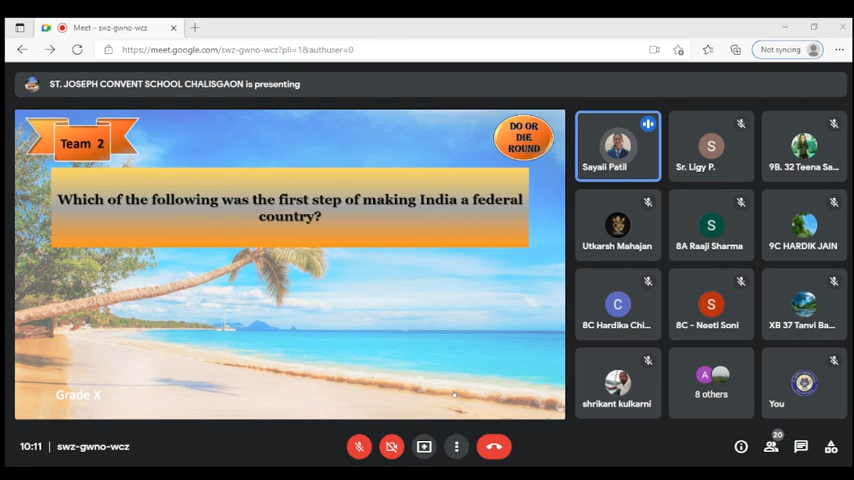 Meet – swz-gwno-wcz
https://meet.google.com/swz-gwno-wcz?pli=1&authuser=0
Not syncing
ST. JOSEPH CONVENT SCHOOL CHALISGAON is presenting
Team 2
DO OR
DIE
ROUND
Which of the following was the first step of making India a federal
country?
Grade X
Sayali Patil
S
Sr. Ligy P.
9B. 32 Teena Sa...
Utkarsh Mahajan
S
8A Raaji Sharma
9C HARDIK JAIN
C
8C Hardika Chi...
S
8C - Neeti Soni
XB 37 Tanvi Ba...
shrikant kulkarni
A
8 others
You
10:11 | swz-gwno-wcz
20